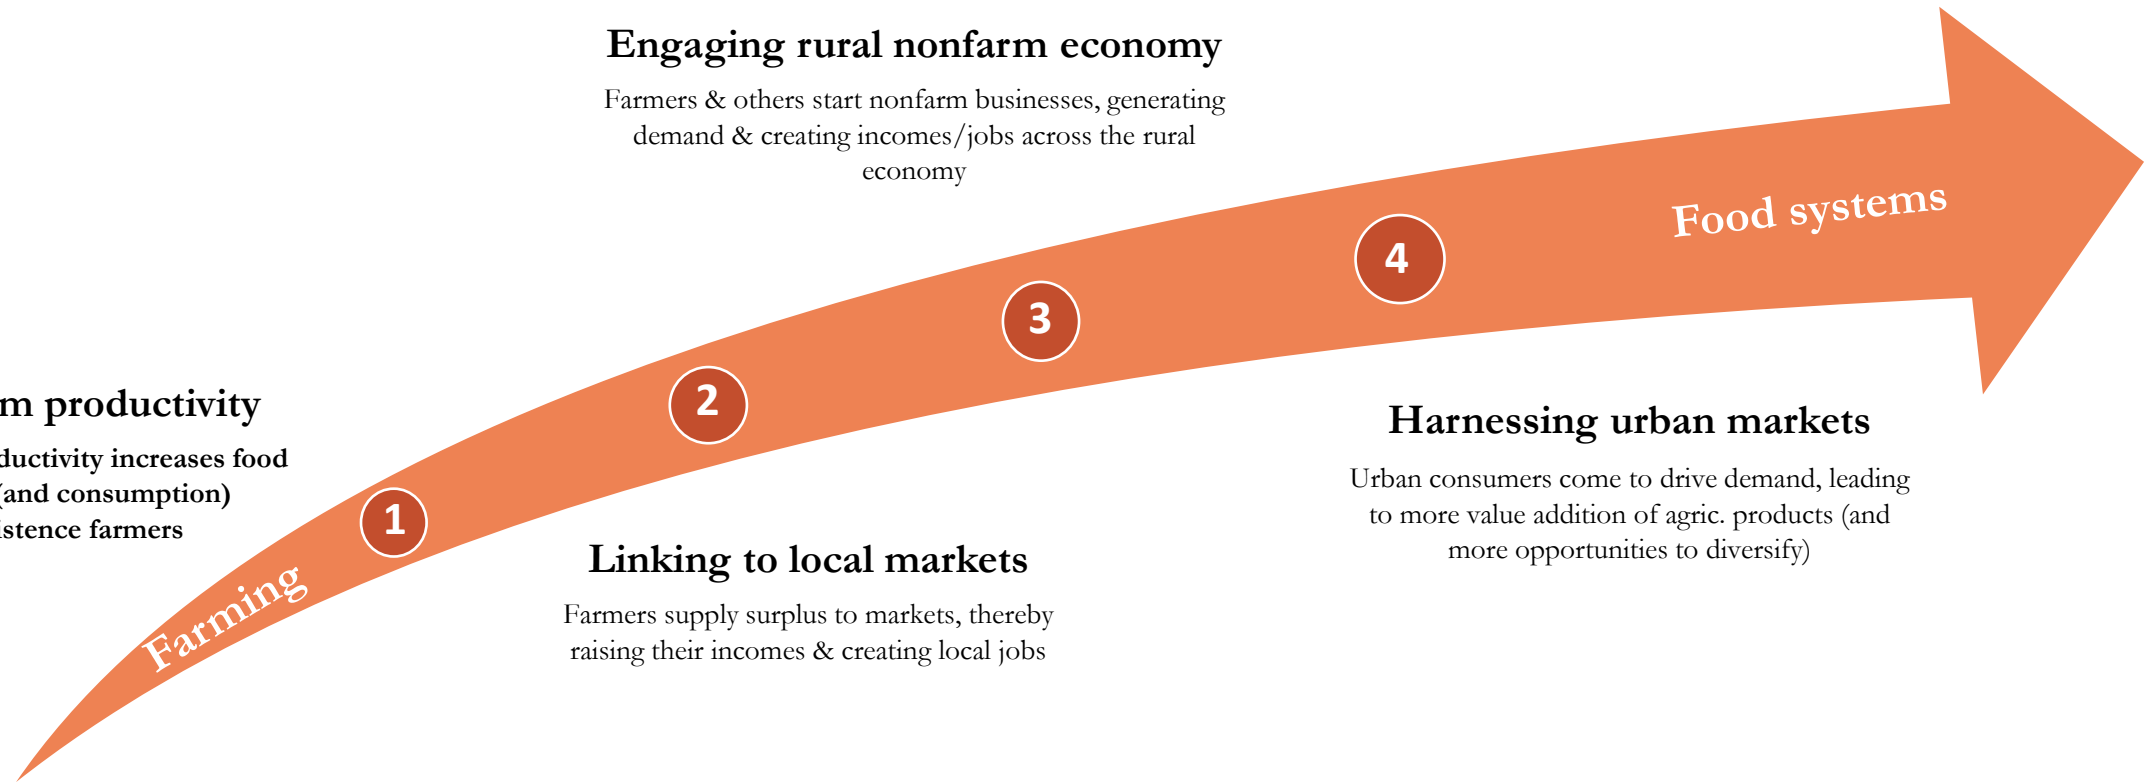 Engaging rural nonfarm economy
Farmers & others start nonfarm businesses, generating
demand & creating incomes/jobs across the rural
economy
Food systems
4
3
2
m productivity
ductivity increases food
(and consumption)
istence farmers
1
Farming
Linking to local markets
Farmers supply surplus to markets, thereby
raising their incomes & creating local jobs
Harnessing urban markets
Urban consumers come to drive demand, leading
to more value addition of agric. products (and
more opportunities to diversify)